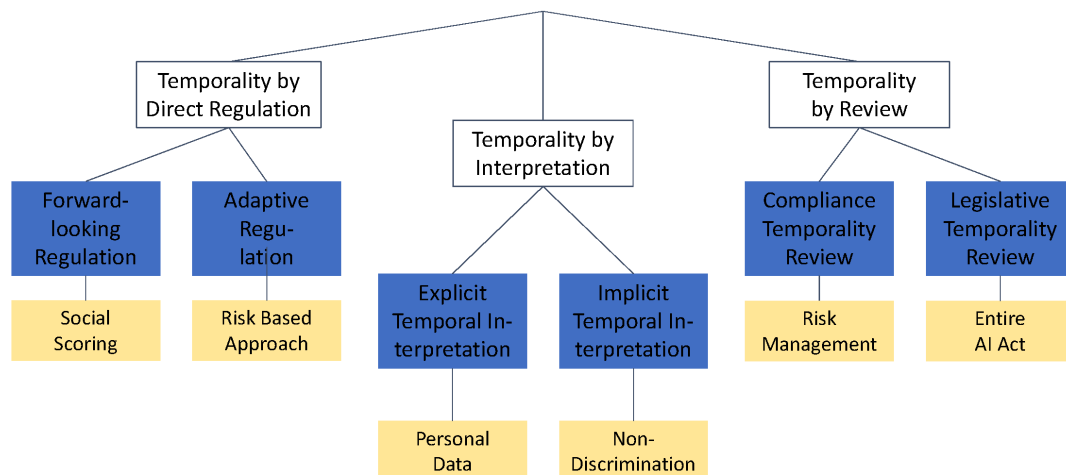 Temporality by
Direct Regulation
Temporality by
Interpretation
Temporality
by Review
Forward-
looking
Regulation
Adaptive
Regu-
lation
Explicit
Temporal In-
terpretation
Implicit
Temporal In-
terpretation
Compliance
Temporality
Review
Legislative
Temporality
Review
Social
Scoring
Risk Based
Approach
Personal
Data
Non-
Discrimination
Risk
Management
Entire
AI Act